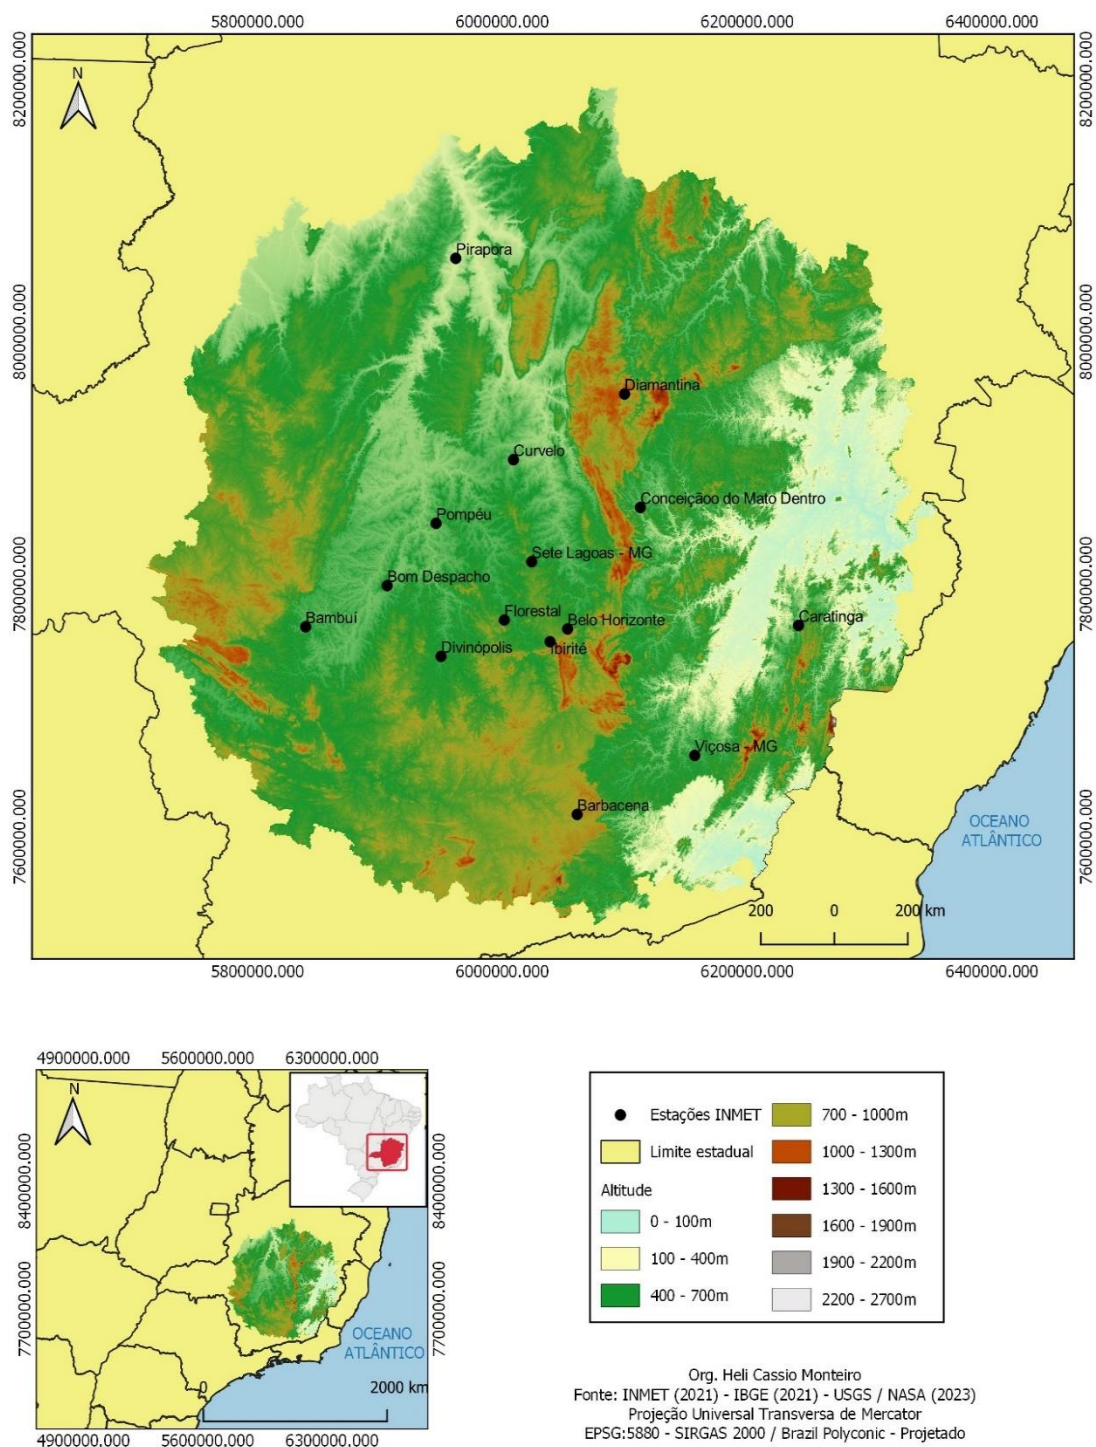 5800000.000 6000000.000 6200000.000 6400000.000
8200000.000
8200000.000
N
Pirapora
8000000.000
8000000.000
Diamantina
Curvelo
Conceiçãoo do Mato Dentro
Pompéu
Sete Lagoas - MG
Bom Despacho
7800000.000
7800000.000
Florestal
Bambuí
Belo Horizonte
Caratinga
Divinópolis
Ibirité
Viçosa - MG
Barbacena
7600000.000
7600000.000
OCEANO
ATLÂNTICO
200 0 200 km
5800000.000 6000000.000 6200000.000 6400000.000
4900000.000 5600000.000 6300000.000
N
8400000.000
8400000.000
7700000.000
7700000.000
OCEANO
ATLÂNTICO
0 2000 km
4900000.000 5600000.000 6300000.000
Estações INMET
Limite estadual
Altitude
0 - 100m
100 - 400m
400 - 700m
700 - 1000m
1000 - 1300m
1300 - 1600m
1600 - 1900m
1900 - 2200m
2200 - 2700m
Org. Heli Cassio Monteiro
Fonte: INMET (2021) - IBGE (2021) - USGS / NASA (2023)
Projeção Universal Transversa de Mercator
EPSG:5880 - SIRGAS 2000 / Brazil Polyconic - Projetado